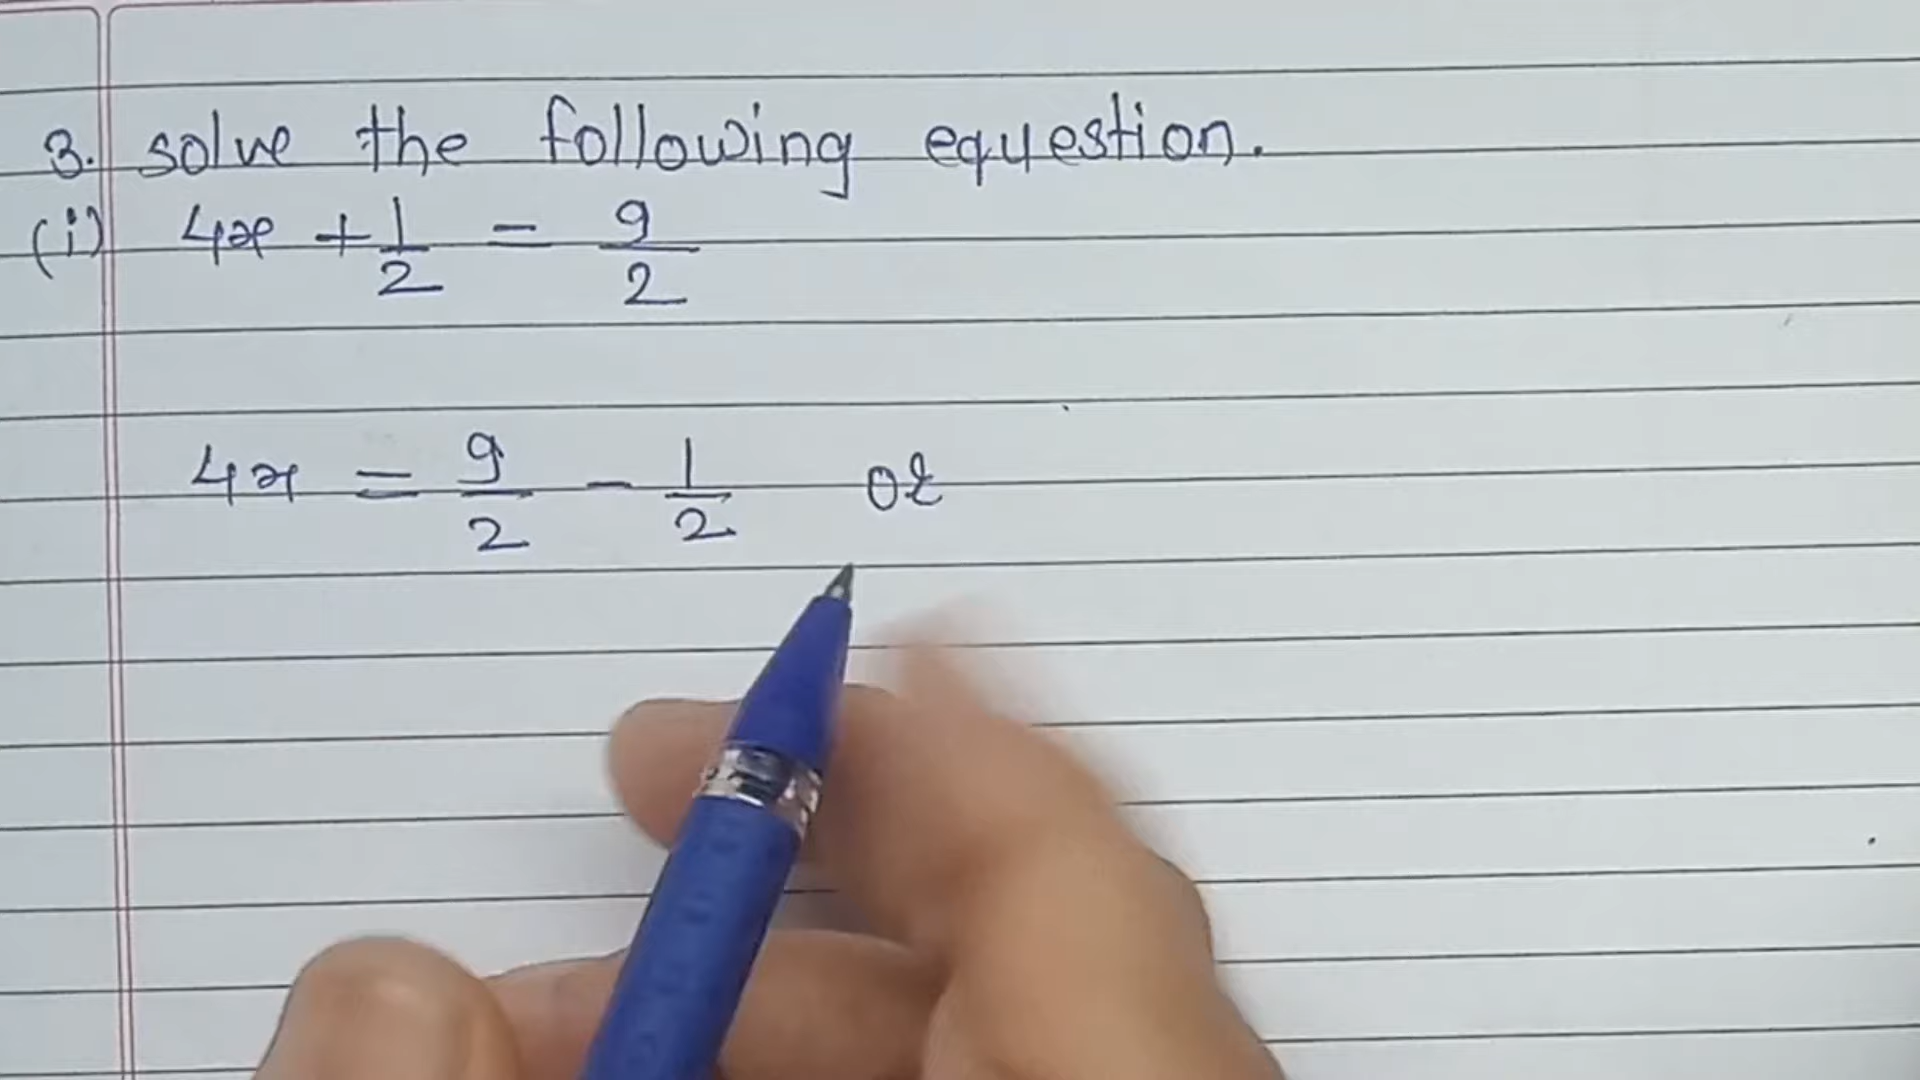 3. solve the following equestion.
(i) 4x + 1/2 = 9/2
4x = 9/2 - 1/2 or